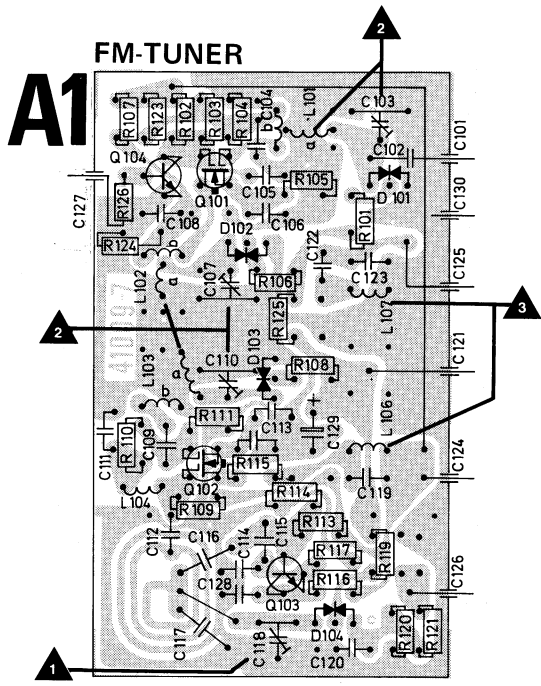 FM-TUNER
A1
2
R107
R123
R102
R103
R104
C104
b
L101
a
C103
C102
C101
Q104
Q101
C105
R105
D101
C130
C127
R126
C108
C106
R101
R124
D102
C122
C125
b
L102
a
C107
R106
C123
L107
3
410097
R125
2
C110
D103
C121
L103
a
R108
b
R111
C113
+
C129
L106
C111
R110
C109
R115
C124
Q102
R114
C119
L104
R109
R113
C112
C116
C114
C115
R117
R119
C128
R116
C126
Q103
C117
C118
D104
C120
R120
R121
1